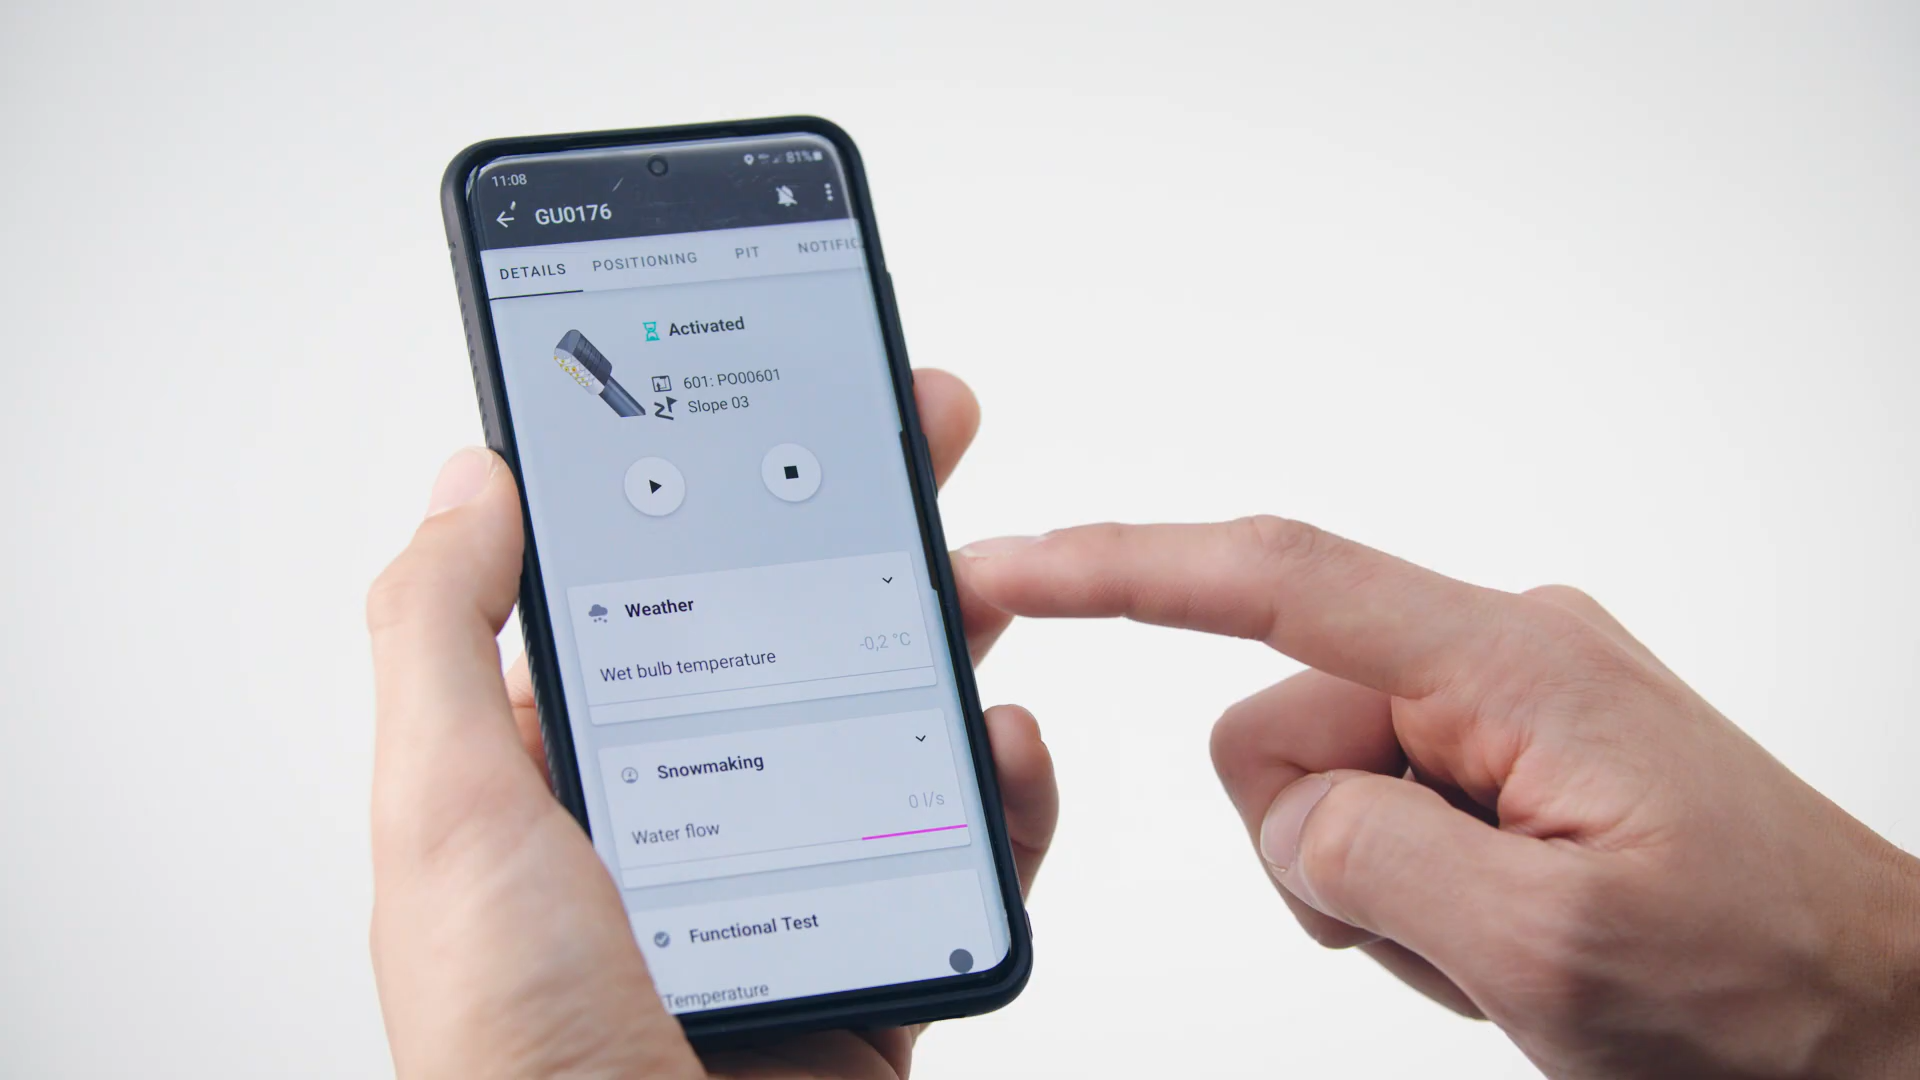 11:08
81%
GU0176
DETAILS POSITIONING PIT NOTIFIC
Activated
601: PO00601
Slope 03
Weather
Wet bulb temperature -0,2 °C
Snowmaking
Water flow 0 l/s
Functional Test
Temperature